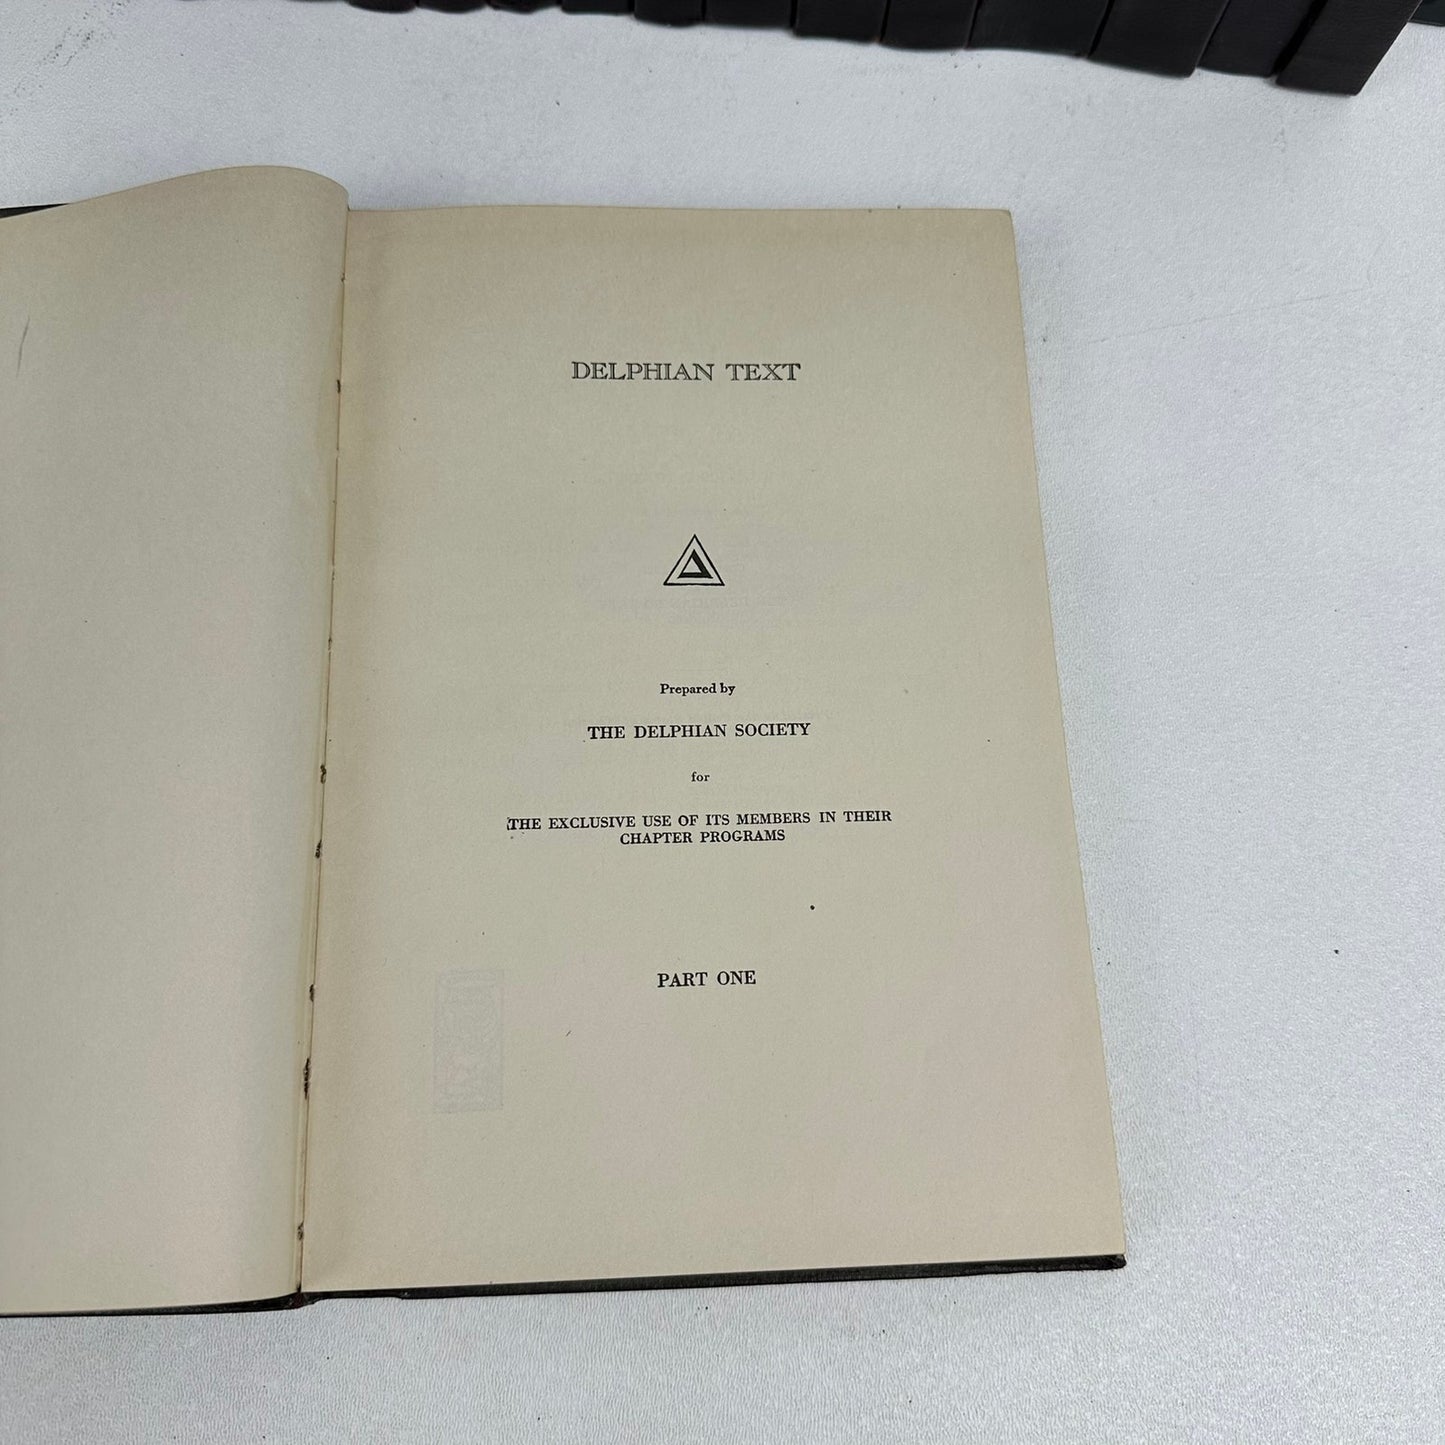 DELPHIAN TEXT
Prepared by
THE DELPHIAN SOCIETY
for
THE EXCLUSIVE USE OF ITS MEMBERS IN THEIR
CHAPTER PROGRAMS
PART ONE